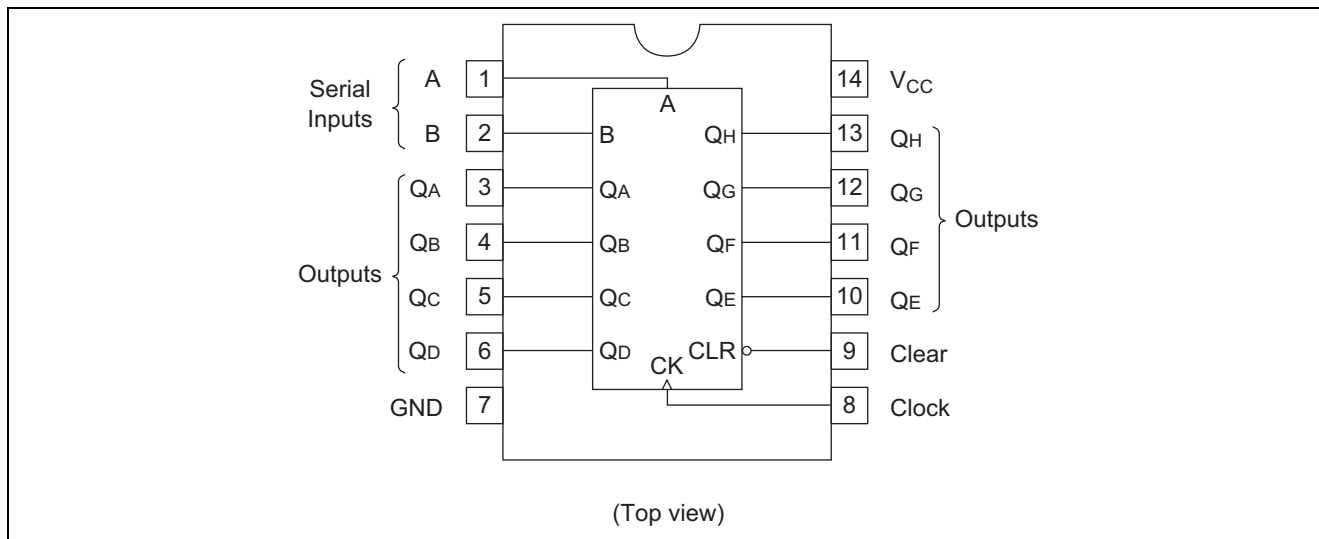 A 1 14 VCC
Serial Inputs
A
B 2 B QH 13 QH
QA 3 QA QG 12 QG
QB 4 QB QF 11 QF
Outputs
Outputs
QC 5 QC QE 10 QE
QD 6 QD CLR 9 Clear
CK
GND 7 8 Clock
(Top view)